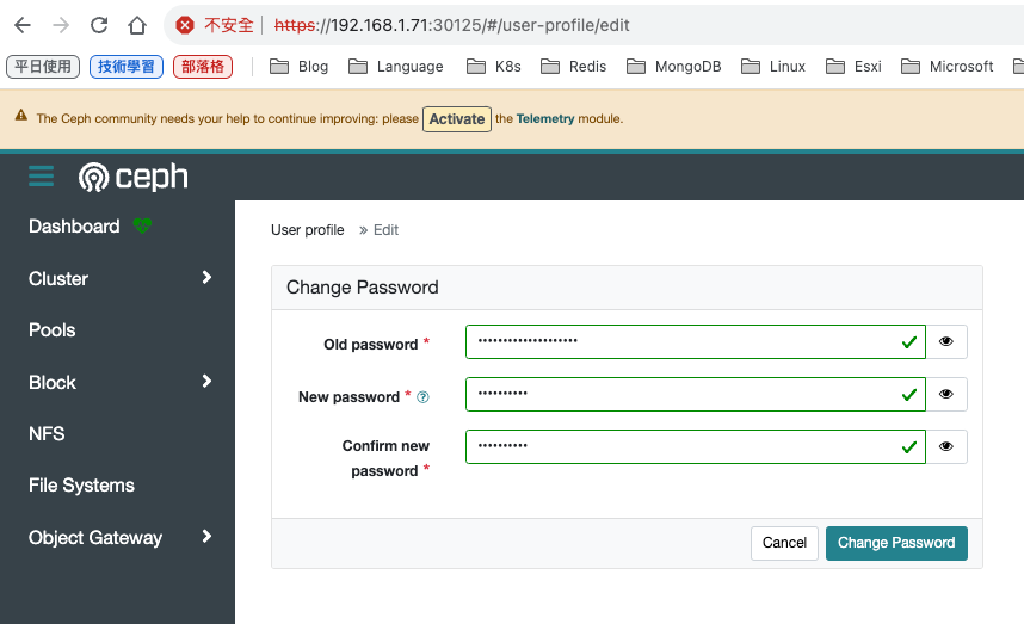 不安全 | https://192.168.1.71:30125/#/user-profile/edit
平日使用 技術學習 部落格 Blog Language K8s Redis MongoDB Linux Esxi Microsoft
The Ceph community needs your help to continue improving: please Activate the Telemetry module.
ceph
Dashboard
Cluster
Pools
Block
NFS
File Systems
Object Gateway
User profile » Edit
Change Password
Old password *
New password * ?
Confirm new
password *
Cancel Change Password